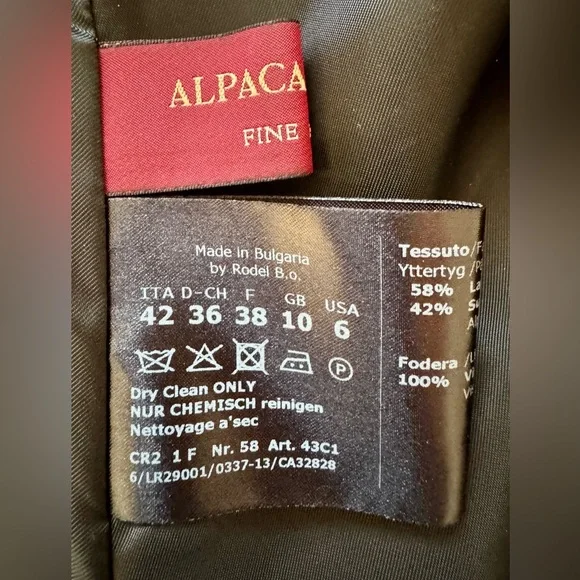 ALPACA
FINE
Made in Bulgaria
by Rodel B.o.
ITA D-CH F GB USA
42 36 38 10 6
P
Dry Clean ONLY
NUR CHEMISCH reinigen
Nettoyage a'sec
CR2 1 F Nr. 58 Art. 43C1
6/LR29001/0337-13/CA32828
Tessuto/
Yttertyg /
58%
42%
Fodera /
100%